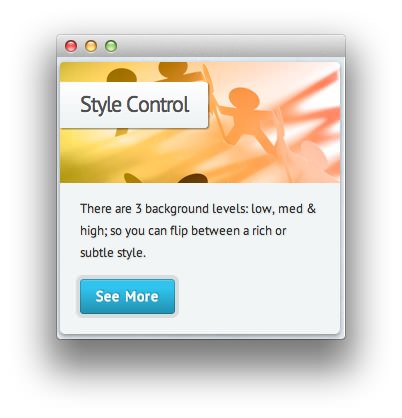 Style Control
There are 3 background levels: low, med &
high; so you can flip between a rich or
subtle style.
See More